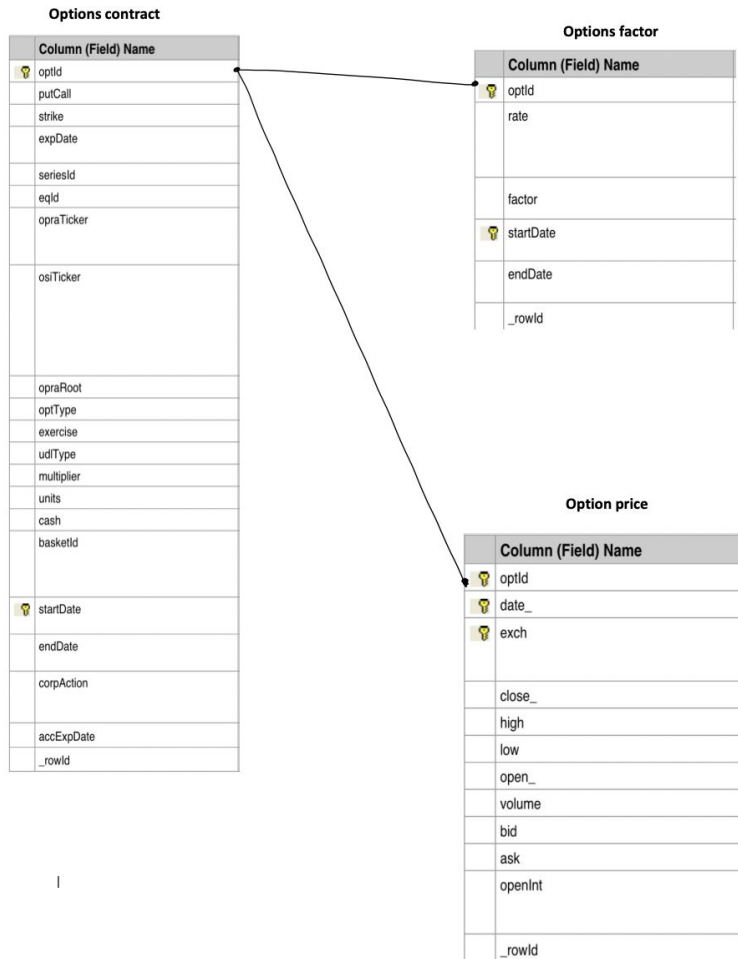 Options contract
Column (Field) Name
optId
putCall
strike
expDate
seriesId
eqId
opraTicker
osiTicker
opraRoot
optType
exercise
udlType
multiplier
units
cash
basketId
startDate
endDate
corpAction
accExpDate
_rowId
Options factor
Column (Field) Name
optId
rate
factor
startDate
endDate
_rowId
Option price
Column (Field) Name
optId
date_
exch
close_
high
low
open_
volume
bid
ask
openInt
_rowId